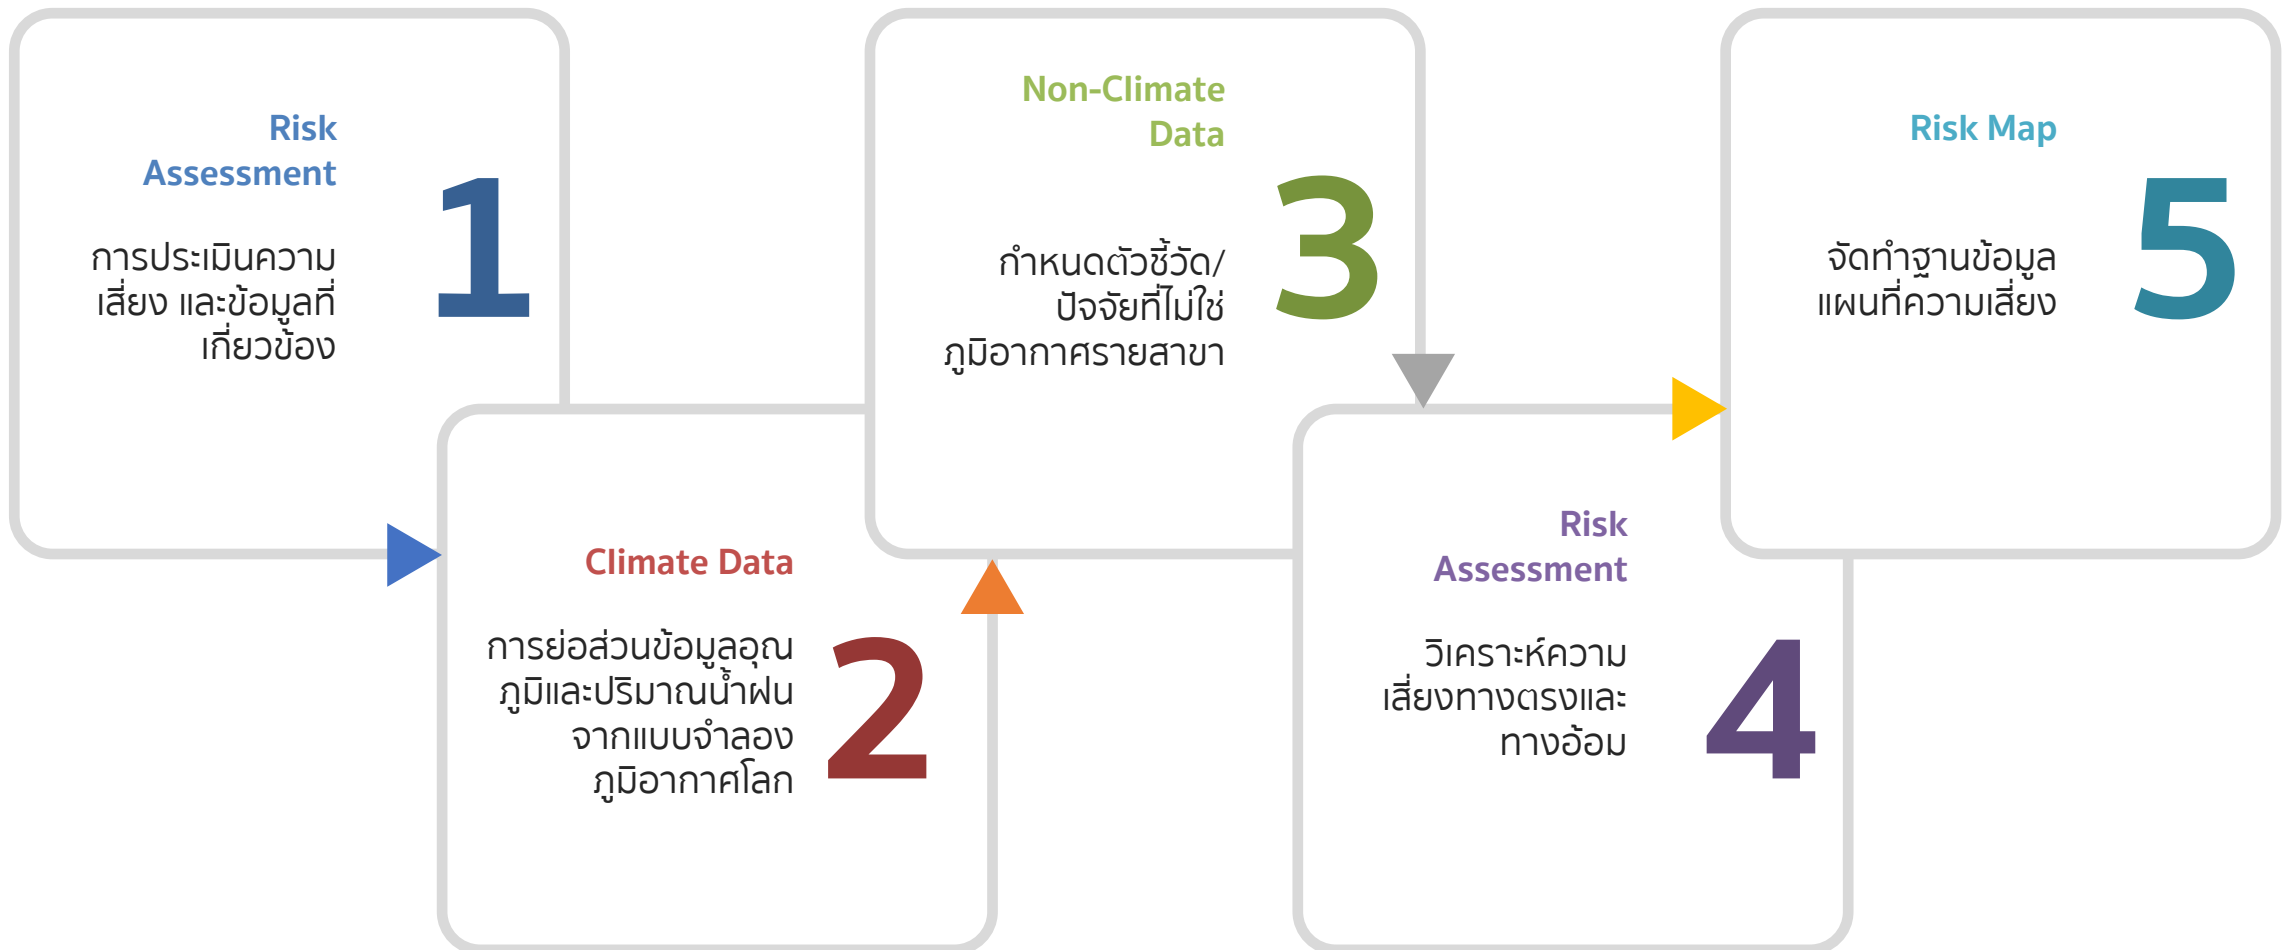 Risk
Assessment
1
การประเมินความ
เสี่ยง และข้อมูลที่
เกี่ยวข้อง
Climate Data
2
การย่อส่วนข้อมูลอุณ
ภูมิและปริมาณน้ำฝน
จากแบบจำลอง
ภูมิอากาศโลก
Non-Climate
Data
3
กำหนดตัวชี้วัด/
ปัจจัยที่ไม่ใช่
ภูมิอากาศรายสาขา
Risk
Assessment
4
วิเคราะห์ความ
เสี่ยงทางตรงและ
ทางอ้อม
Risk Map
5
จัดทำฐานข้อมูล
แผนที่ความเสี่ยง